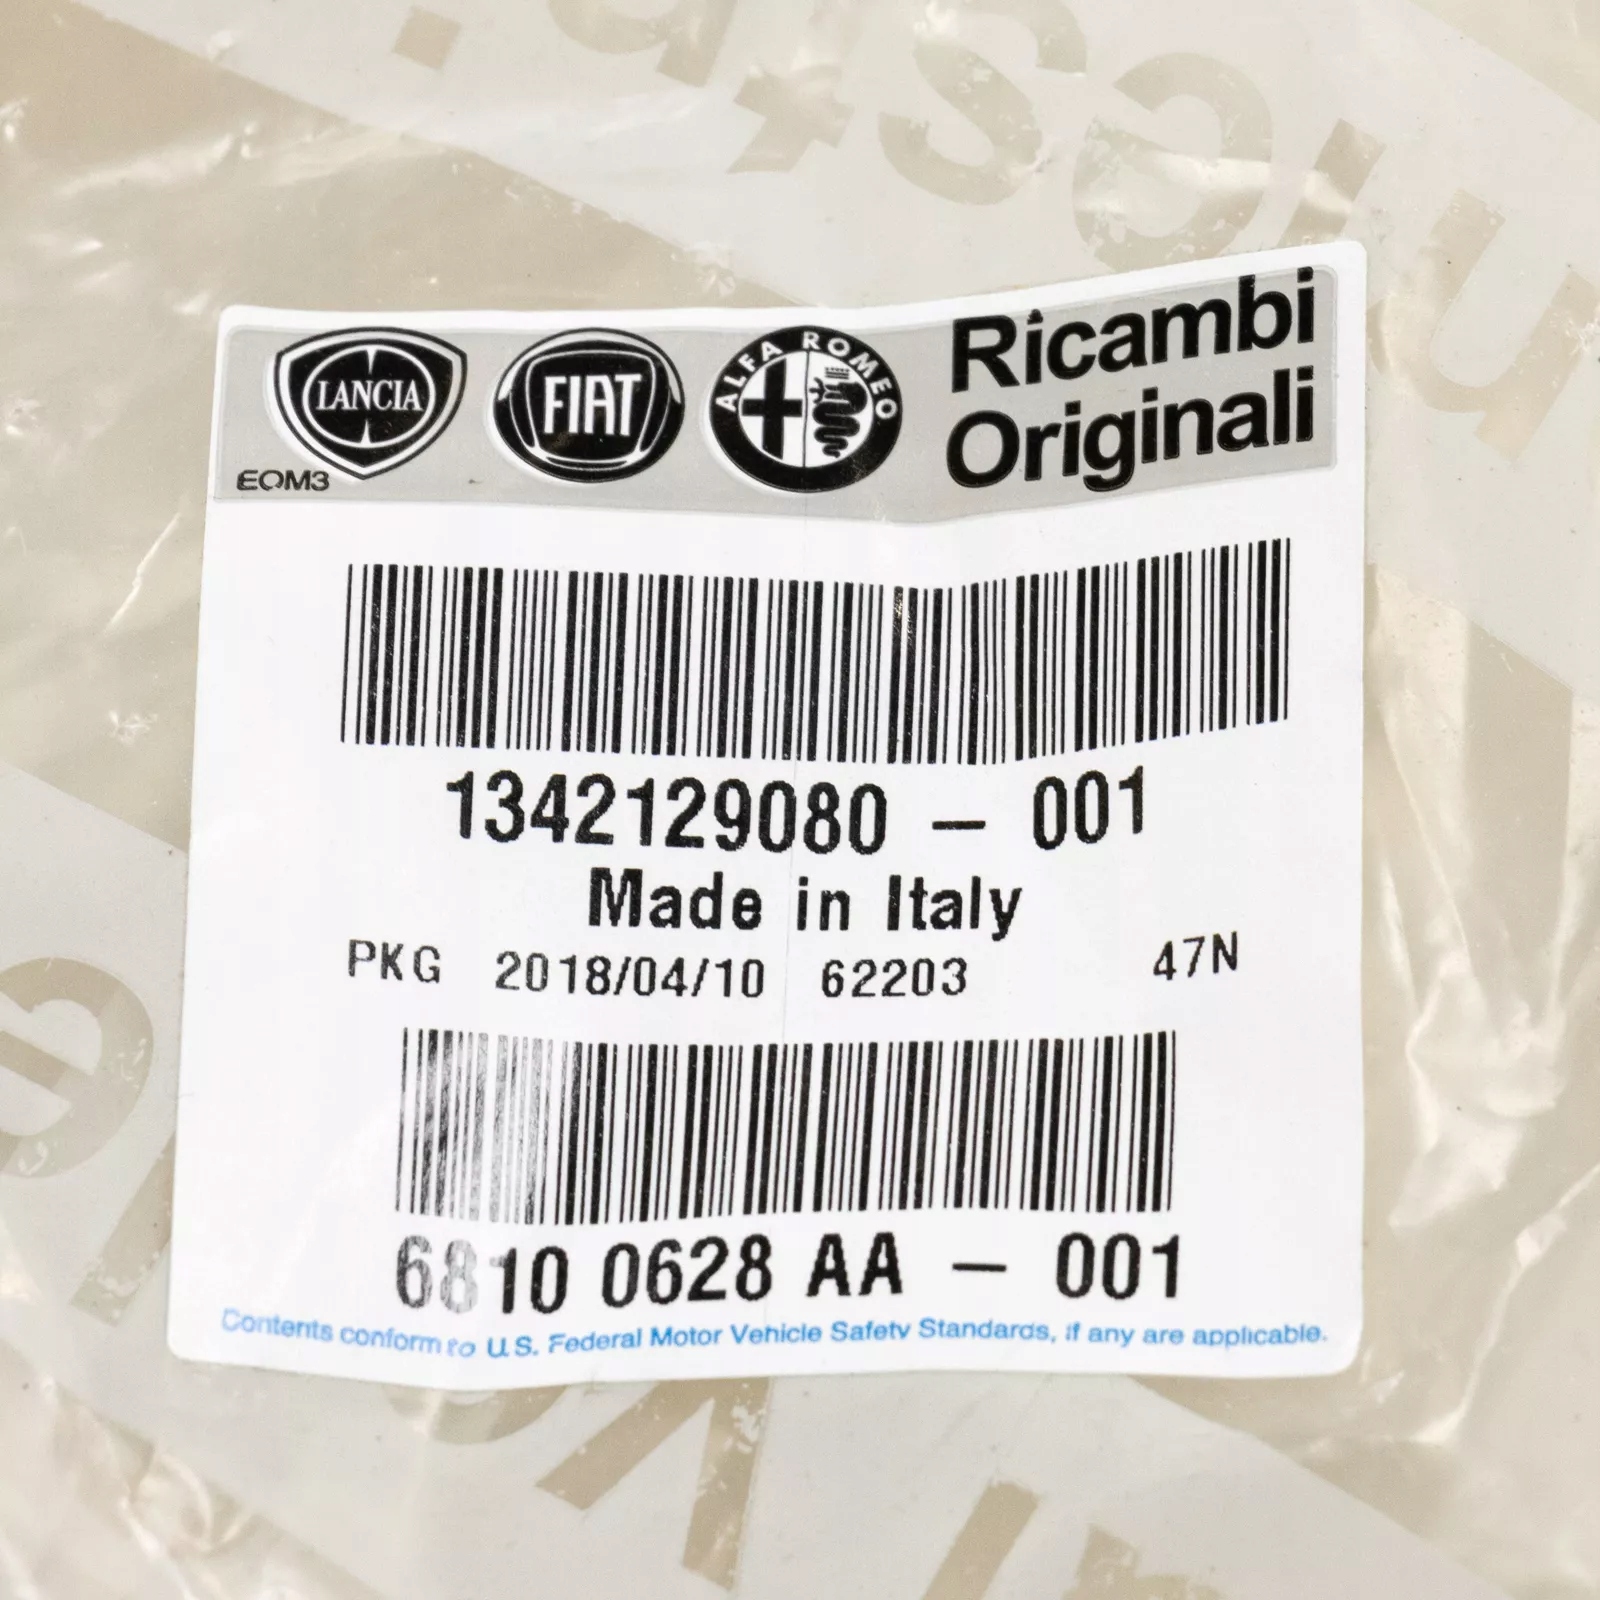 LANCIA
FIAT
ALFA ROMEO
Ricambi
Originali
EOM3
1342129080 - 001
Made in Italy
PKG 2018/04/10 62203 47N
6810 0628 AA - 001
Contents conform to U.S. Federal Motor Vehicle Safety Standards, if any are applicable.